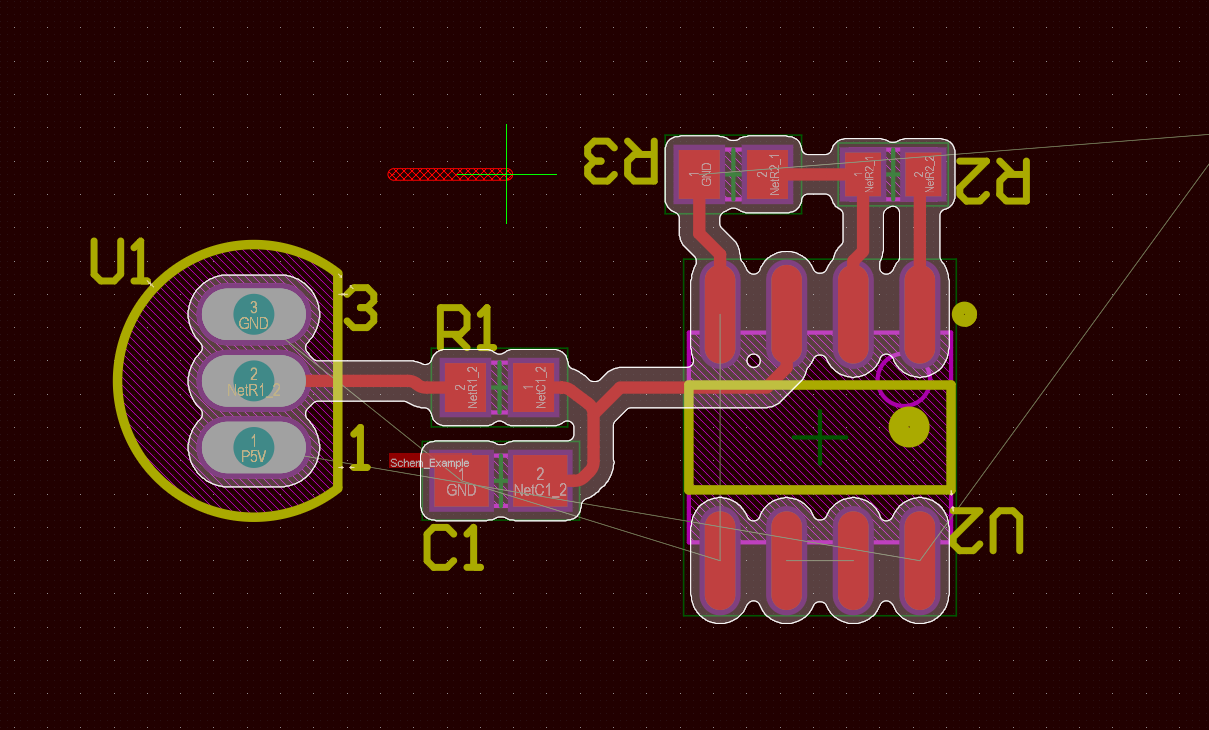 R3
1
GND
2
NetR2_1
1
NetR2_1
2
NetR2_2
R2
U1
3
GND
3
2
NetR1_2
1
P5V
1
R1
2
NetR1_2
1
NetC1_2
Schem_Example
1
GND
2
NetC1_2
C1
U2